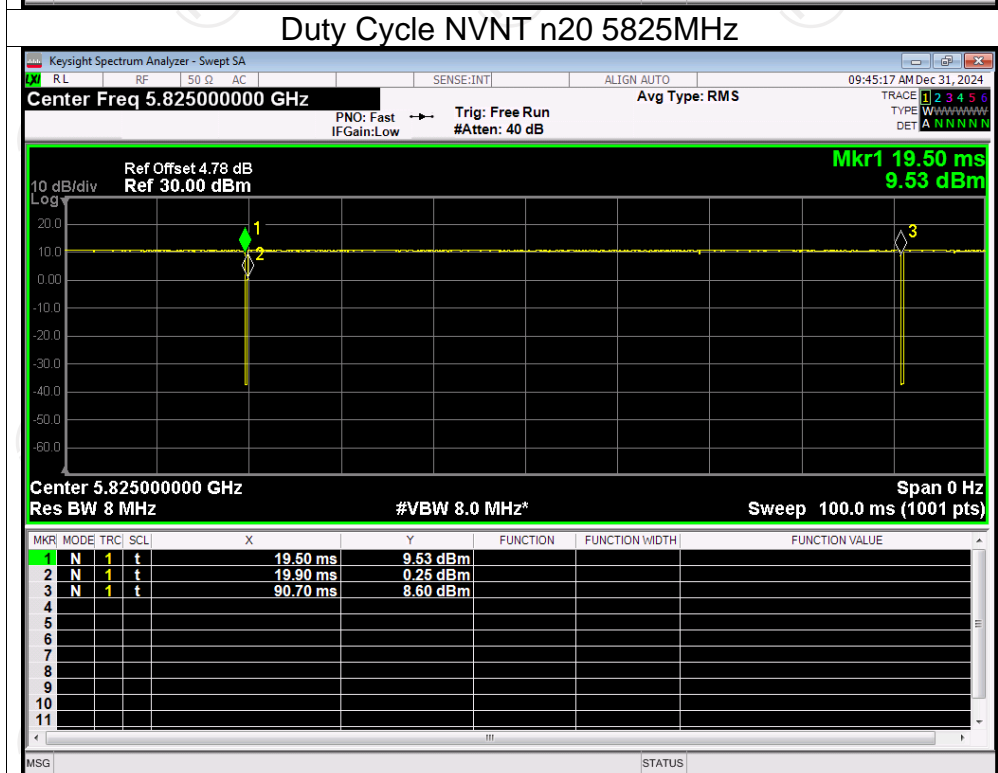 Duty Cycle NVNT n20 5825MHz
Keysight Spectrum Analyzer - Swept SA
LXI RL RF 50 Ω AC SENSE:INT ALIGN AUTO 09:45:17 AM Dec 31, 2024
Center Freq 5.825000000 GHz Avg Type: RMS TRACE 1 2 3 4 5 6
PNO: Fast Trig: Free Run TYPE WWWWWW
IFGain:Low #Atten: 40 dB DET A N N N N N
Mkr1 19.50 ms
Ref Offset 4.78 dB
10 dB/div Ref 30.00 dBm 9.53 dBm
Log
20.0
1
3
10.0
2
0.00
-10.0
-20.0
-30.0
-40.0
-50.0
-60.0
Center 5.825000000 GHz Span 0 Hz
Res BW 8 MHz #VBW 8.0 MHz* Sweep 100.0 ms (1001 pts)
MKR MODE TRC SCL X Y FUNCTION FUNCTION WIDTH FUNCTION VALUE
1 N 1 t 19.50 ms 9.53 dBm
2 N 1 t 19.90 ms 0.25 dBm
3 N 1 t 90.70 ms 8.60 dBm
4
5
6
7
8
9
10
11
MSG STATUS